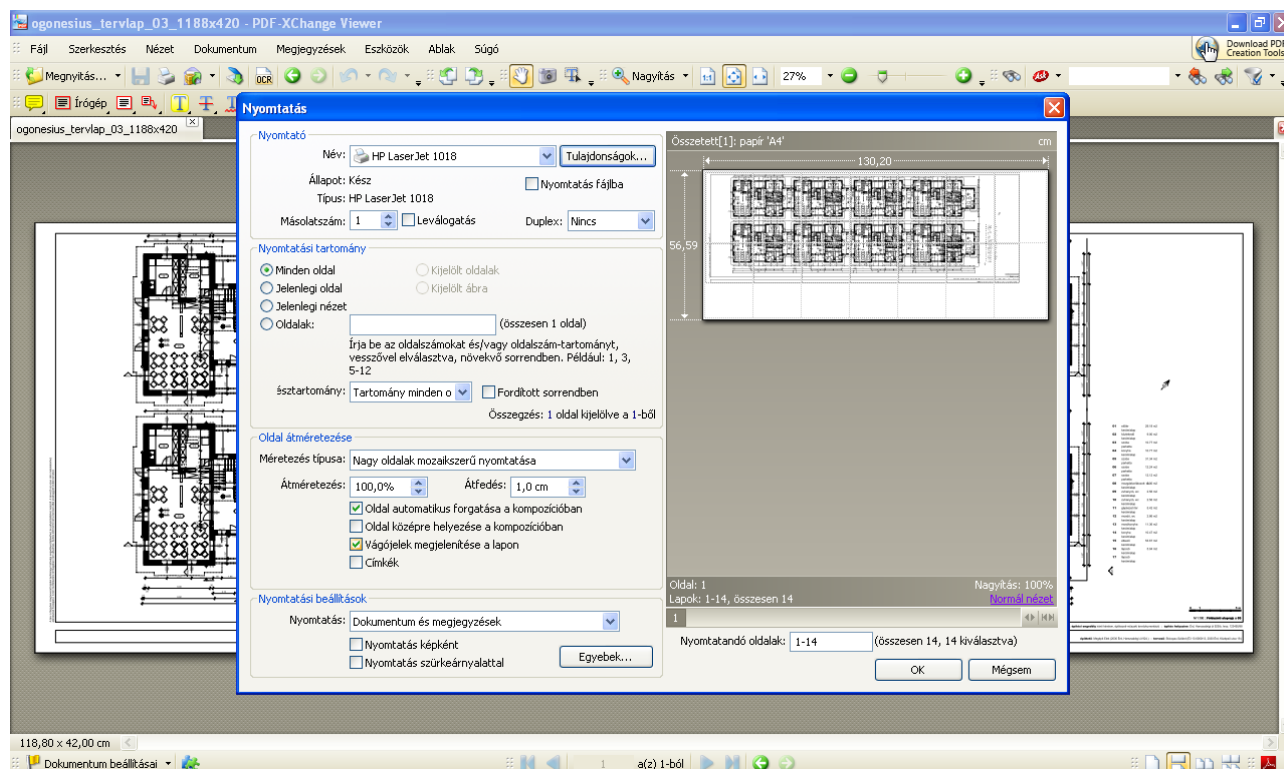 ogonesius_tervlap_03_1188x420 - PDF-XChange Viewer
Fájl Szerkesztés Nézet Dokumentum Megjegyzések Eszközök Ablak Súgó
Download PDF
Creation Tools
Megnyitás... OCR Nagyítás 1:1 27%
Írógép
ogonesius_tervlap_03_1188x420
Nyomtatás
Nyomtató
Név: HP LaserJet 1018 Tulajdonságok...
Állapot: Kész Nyomtatás fájlba
Típus: HP LaserJet 1018
Másolatszám: 1 Leválogatás Duplex: Nincs
Nyomtatási tartomány
Minden oldal Kijelölt oldalak
Jelenlegi oldal Kijelölt ábra
Jelenlegi nézet
Oldalak: (összesen 1 oldal)
Írja be az oldalszámokat és/vagy oldalszám-tartományt,
vesszővel elválasztva, növekvő sorrendben. Például: 1, 3,
5-12
észtartomány: Tartomány minden o Fordított sorrendben
Összegzés: 1 oldal kijelölve a 1-ből
Oldal átméretezése
Méretezés típusa: Nagy oldalak mozaikszerű nyomtatása
Átméretezés: 100,0% Átfedés: 1,0 cm
Oldal automatikus forgatása a kompozícióban
Oldal középre helyezése a kompozícióban
Vágójelek megjelenítése a lapon
Címkék
Nyomtatási beállítások
Nyomtatás: Dokumentum és megjegyzések
Nyomtatás képként
Nyomtatás szürkeárnyalattal
Egyebek...
Összetett[1]: papír 'A4' cm
130,20
56,59
Oldal: 1 Nagyítás: 100%
Lapok: 1-14, összesen 14 Normál nézet
1
Nyomtatandó oldalak: 1-14 (összesen 14, 14 kiválasztva)
OK Mégsem
118,80 x 42,00 cm
Dokumentum beállításai 1 a(z) 1-ból